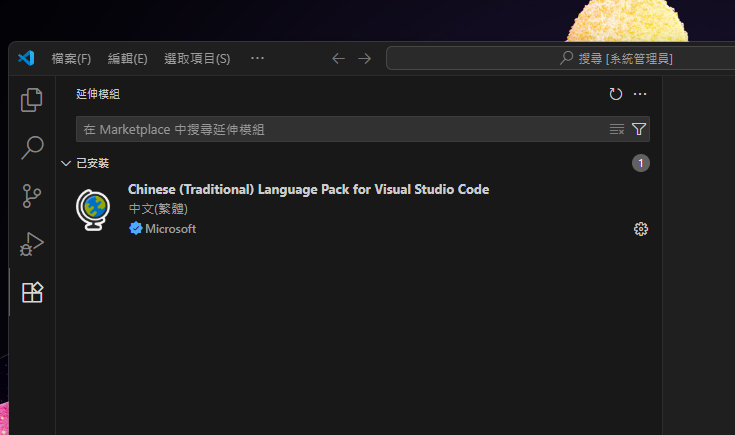 檔案(F) 編輯(E) 選取項目(S) ··· 搜尋 [系統管理員]
延伸模組
在 Marketplace 中搜尋延伸模組
已安裝 1
Chinese (Traditional) Language Pack for Visual Studio Code
中文(繁體)
Microsoft